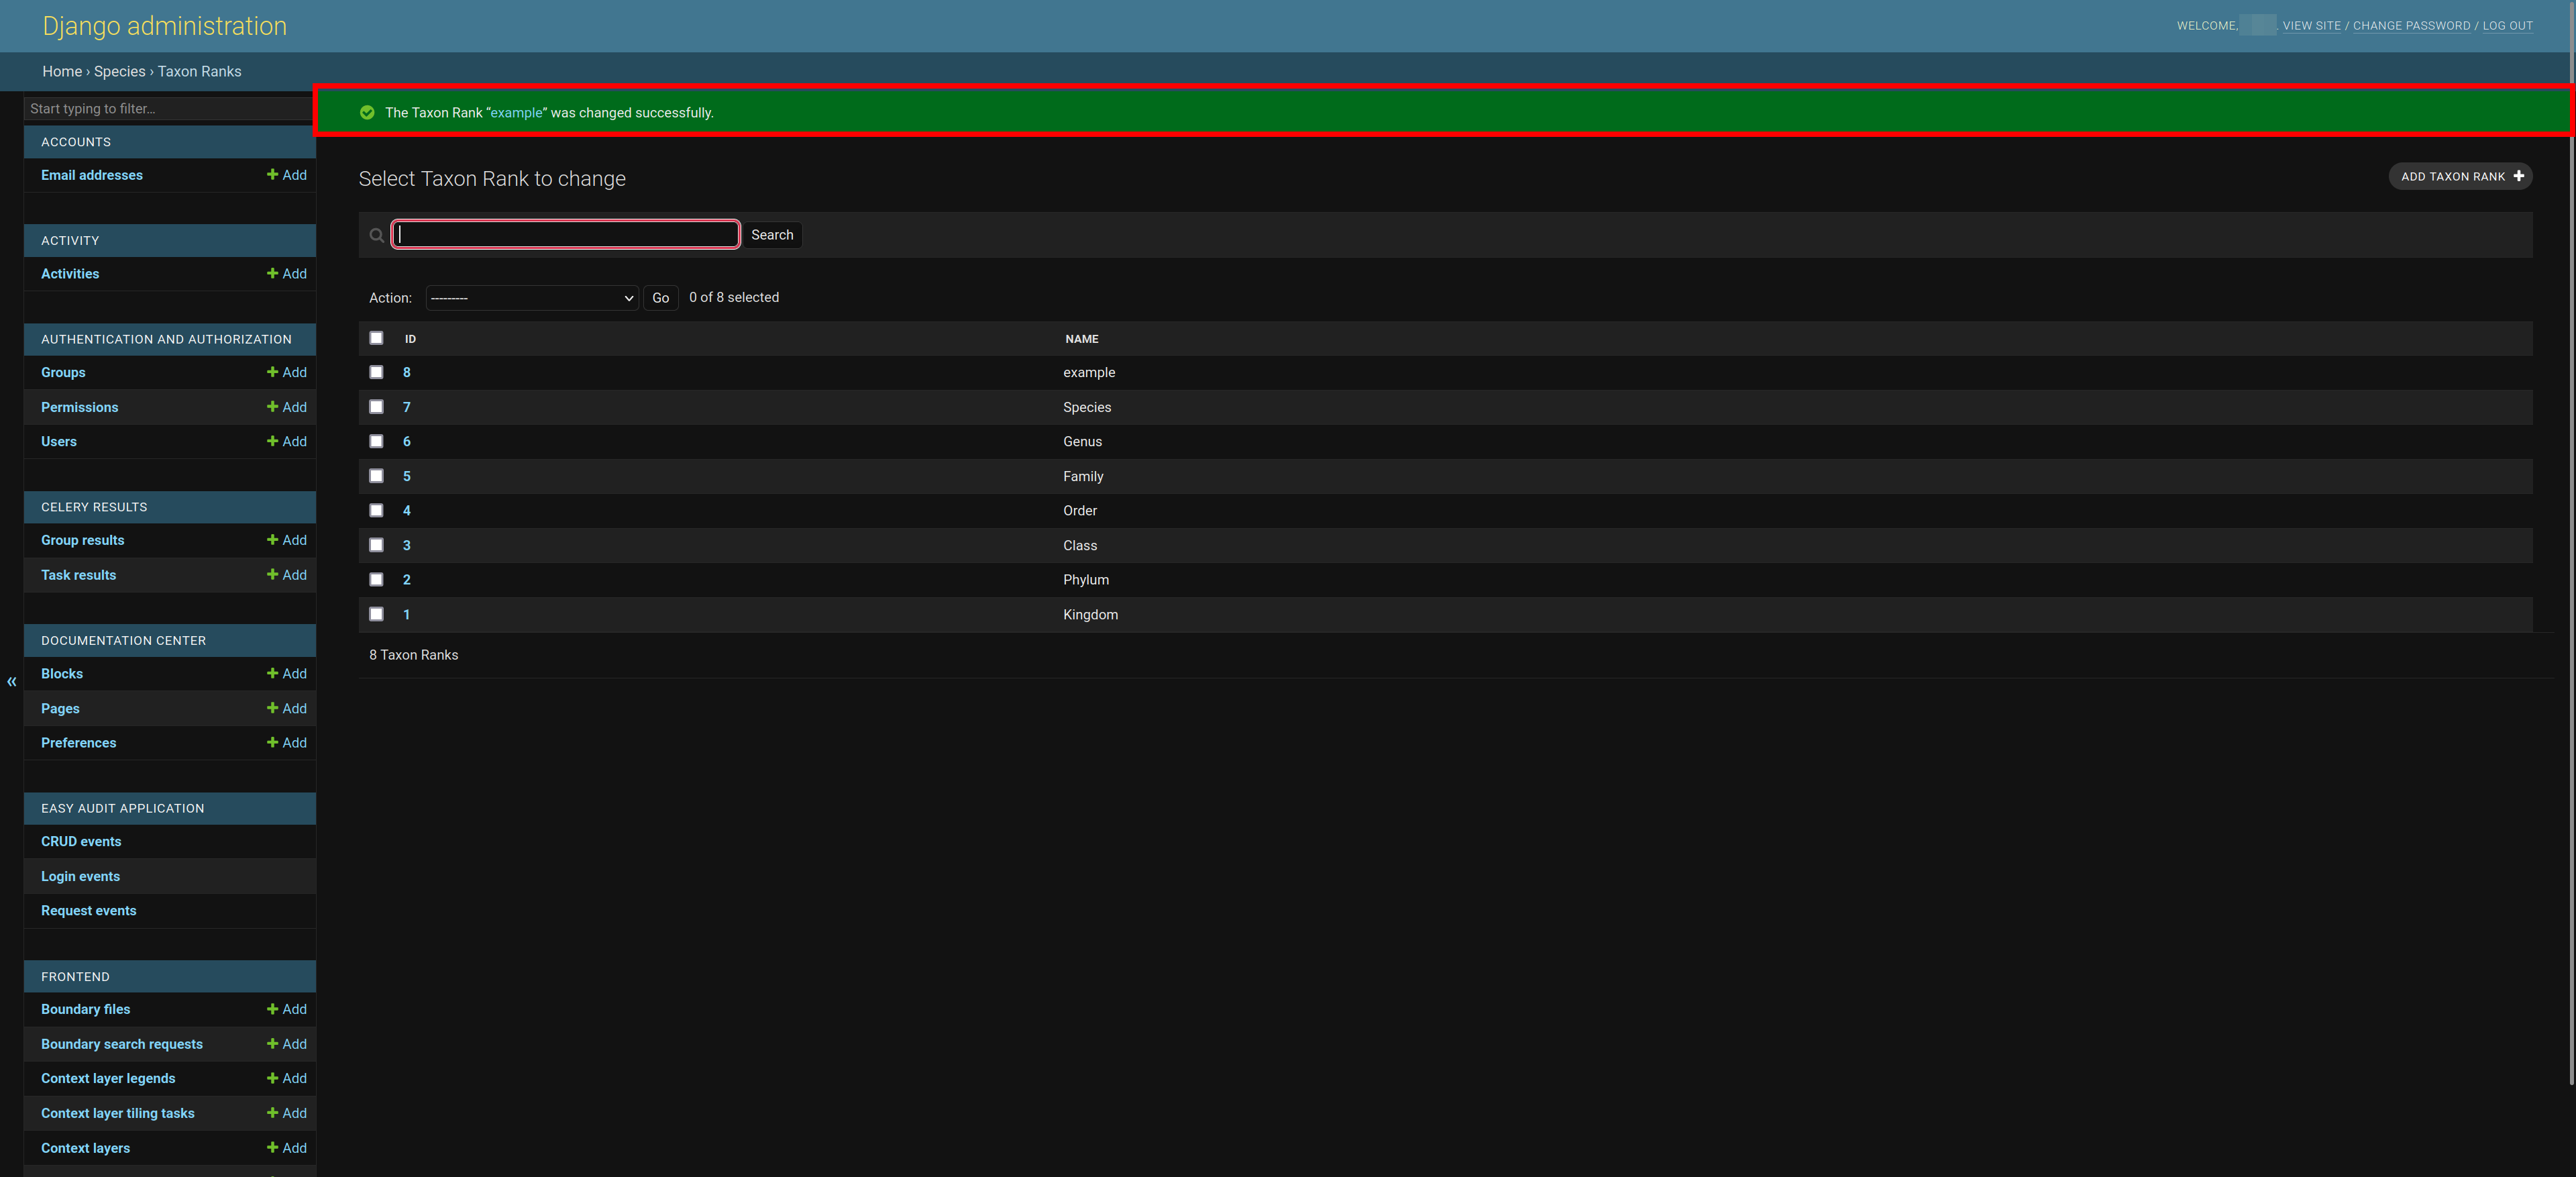 Django administration
WELCOME, . VIEW SITE / CHANGE PASSWORD / LOG OUT
Home › Species › Taxon Ranks
Start typing to filter...
ACCOUNTS
Email addresses Add
ACTIVITY
Activities Add
AUTHENTICATION AND AUTHORIZATION
Groups Add
Permissions Add
Users Add
CELERY RESULTS
Group results Add
Task results Add
DOCUMENTATION CENTER
Blocks Add
Pages Add
Preferences Add
EASY AUDIT APPLICATION
CRUD events
Login events
Request events
FRONTEND
Boundary files Add
Boundary search requests Add
Context layer legends Add
Context layer tiling tasks Add
Context layers Add
«
The Taxon Rank “example” was changed successfully.
Select Taxon Rank to change
ADD TAXON RANK
Search
Action: --------- Go 0 of 8 selected
ID NAME
8 example
7 Species
6 Genus
5 Family
4 Order
3 Class
2 Phylum
1 Kingdom
8 Taxon Ranks